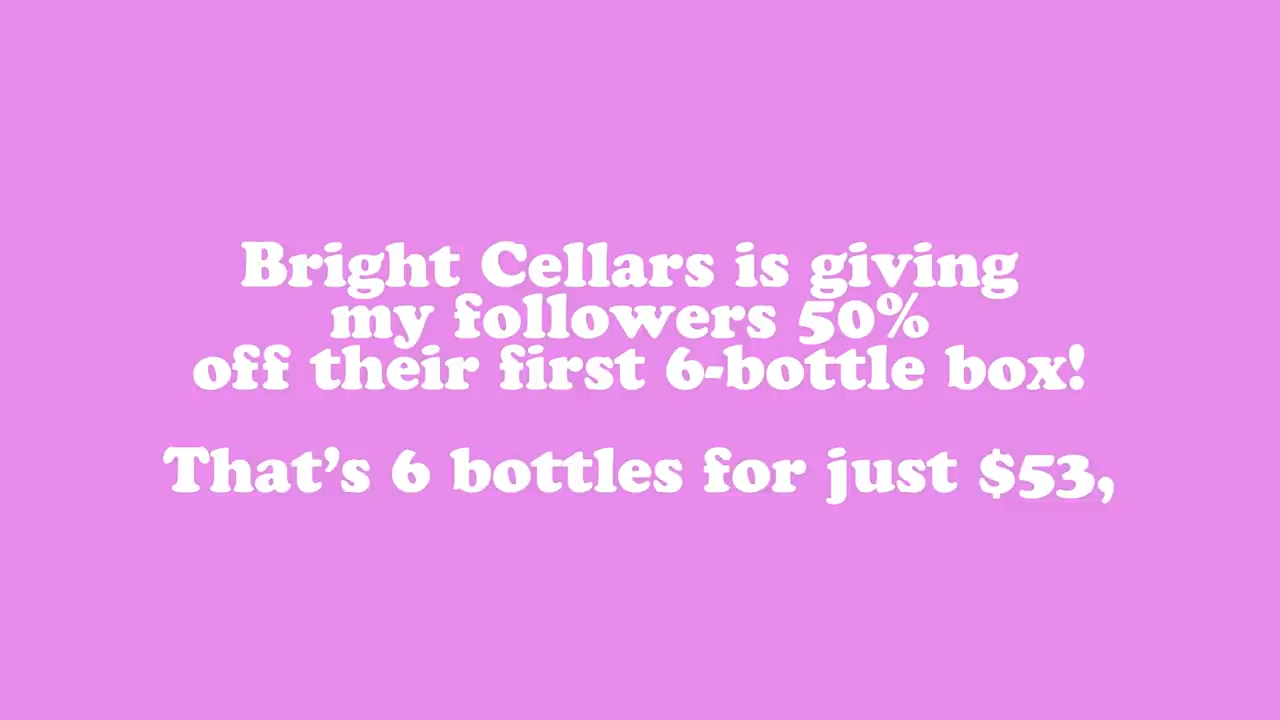 Bright Cellars is giving
my followers 50%
off their first 6-bottle box!
That’s 6 bottles for just $53,